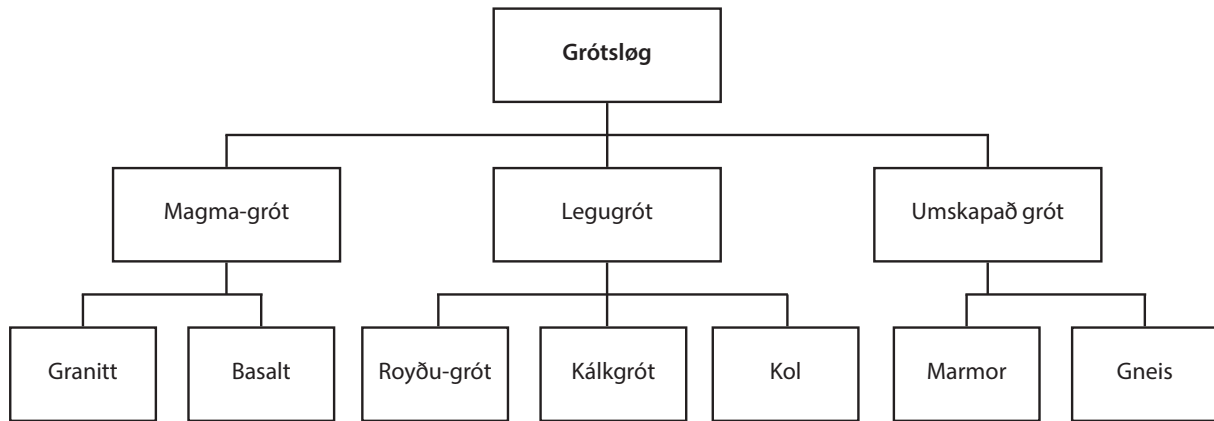 Grótsløg
Magma-grót
Legugrót
Umskapað grót
Granitt
Basalt
Royðu-grót
Kálkgrót
Kol
Marmor
Gneis